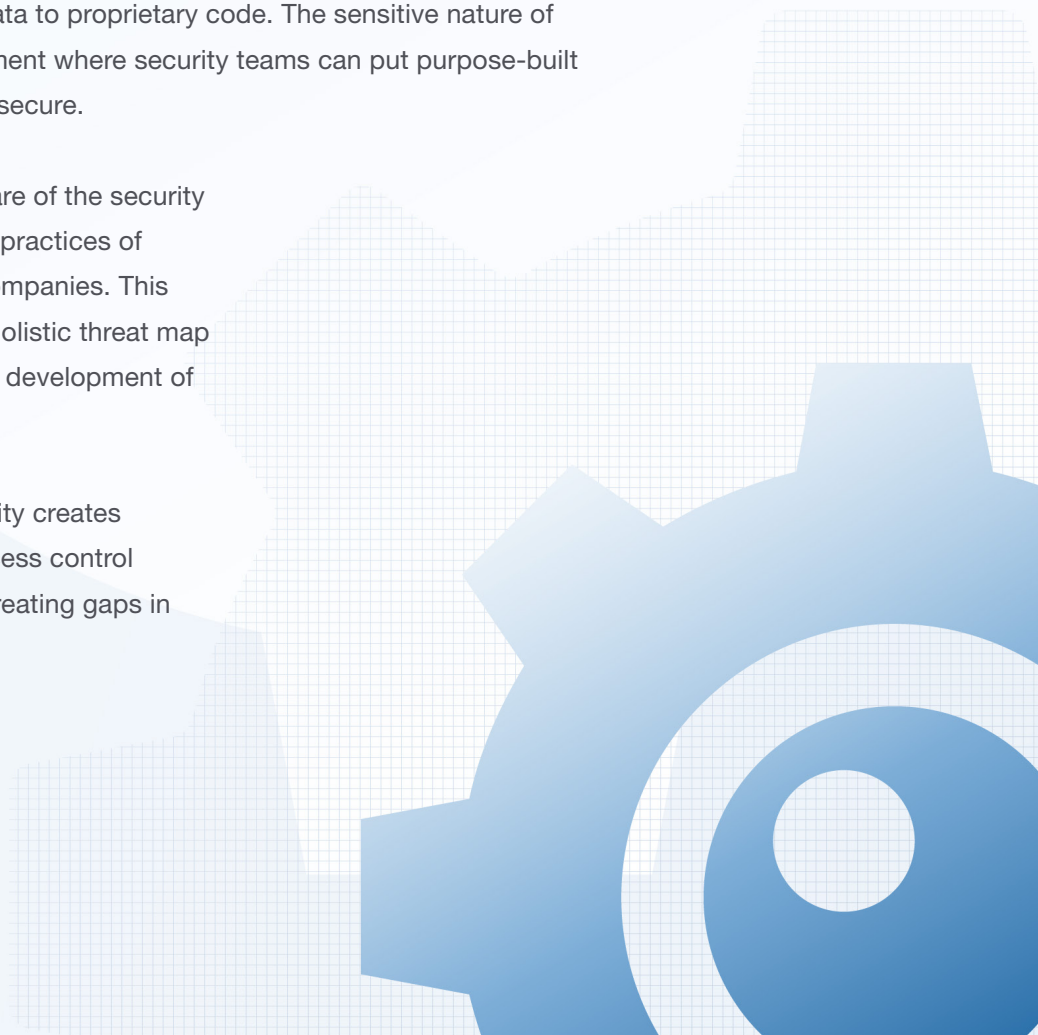 ata to proprietary code. The sensitive nature of
ment where security teams can put purpose-built
secure.
are of the security
practices of
ompanies. This
olistic threat map
development of
ity creates
ess control
reating gaps in